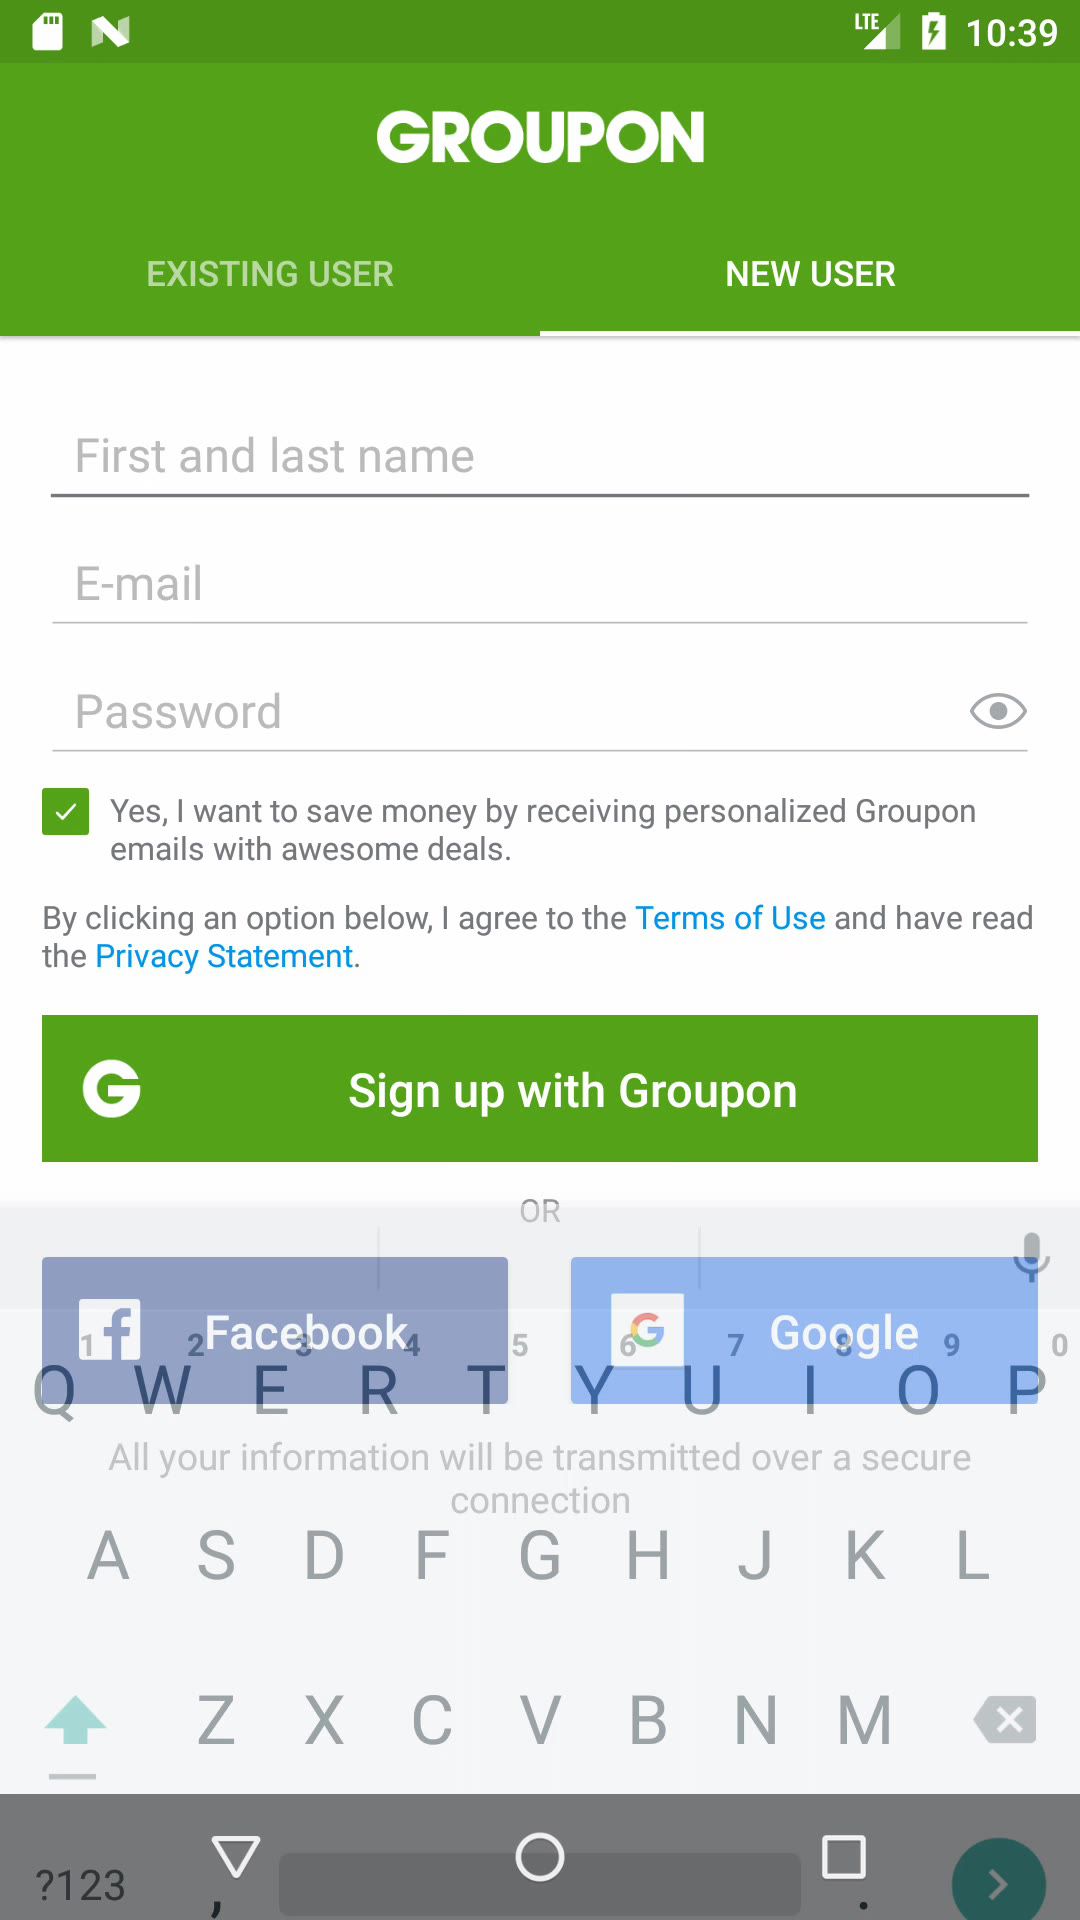 LTE 10:39
GROUPON
EXISTING USER NEW USER
First and last name
E-mail
Password
Yes, I want to save money by receiving personalized Groupon
emails with awesome deals.
By clicking an option below, I agree to the Terms of Use and have read
the Privacy Statement.
Sign up with Groupon
OR
Facebook Google
1 2 3 4 5 6 7 8 9 0
Q W E R T Y U I O P
All your information will be transmitted over a secure
connection
A S D F G H J K L
Z X C V B N M
?123 , .